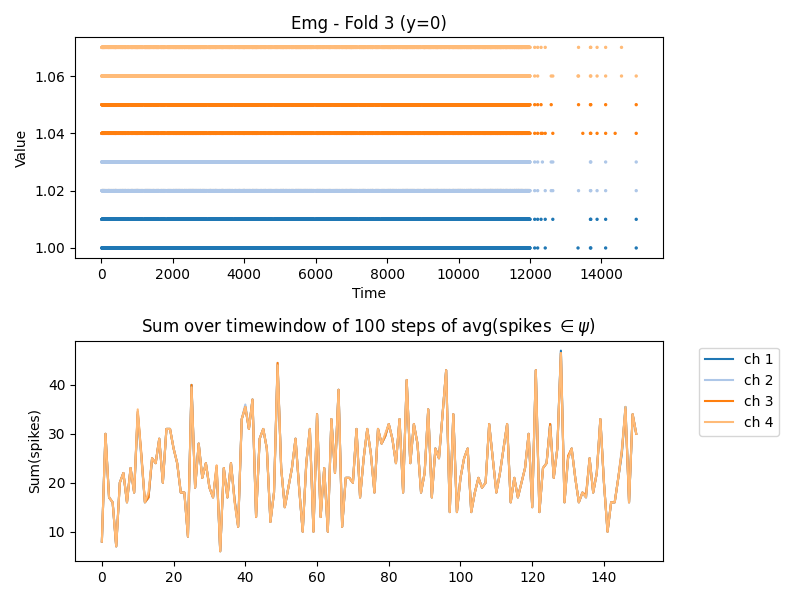 Emg - Fold 3 (y=0)
Value
1.06
1.04
1.02
1.00
0 2000 4000 6000 8000 10000 12000 14000
Time
Sum over timewindow of 100 steps of avg(spikes ∈ψ)
Sum(spikes)
40
30
20
10
0 20 40 60 80 100 120 140
ch 1
ch 2
ch 3
ch 4